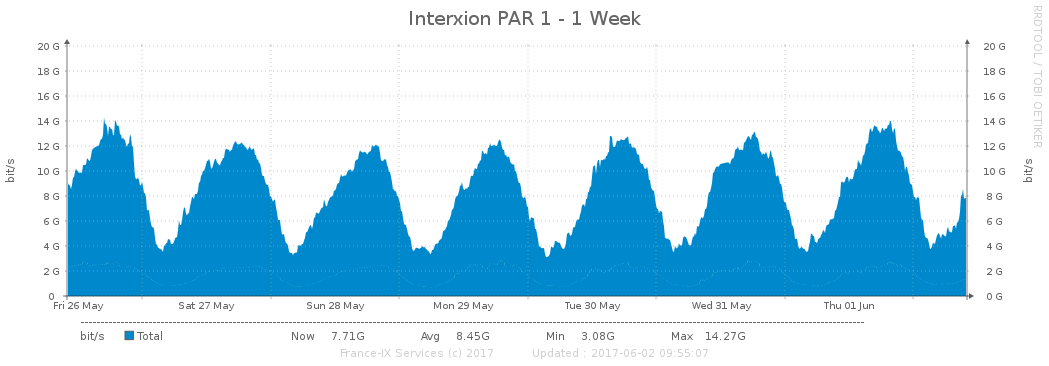 Interxion PAR 1 - 1 Week
RRDTOOL / TOBI OETIKER
bit/s
bit/s
20 G 20 G
18 G 18 G
16 G 16 G
14 G 14 G
12 G 12 G
10 G 10 G
8 G 8 G
6 G 6 G
4 G 4 G
2 G 2 G
0 0 G
Fri 26 May Sat 27 May Sun 28 May Mon 29 May Tue 30 May Wed 31 May Thu 01 Jun
bit/s Total Now 7.71G Avg 8.45G Min 3.08G Max 14.27G
France-IX Services (c) 2017 Updated : 2017-06-02 09:55:07